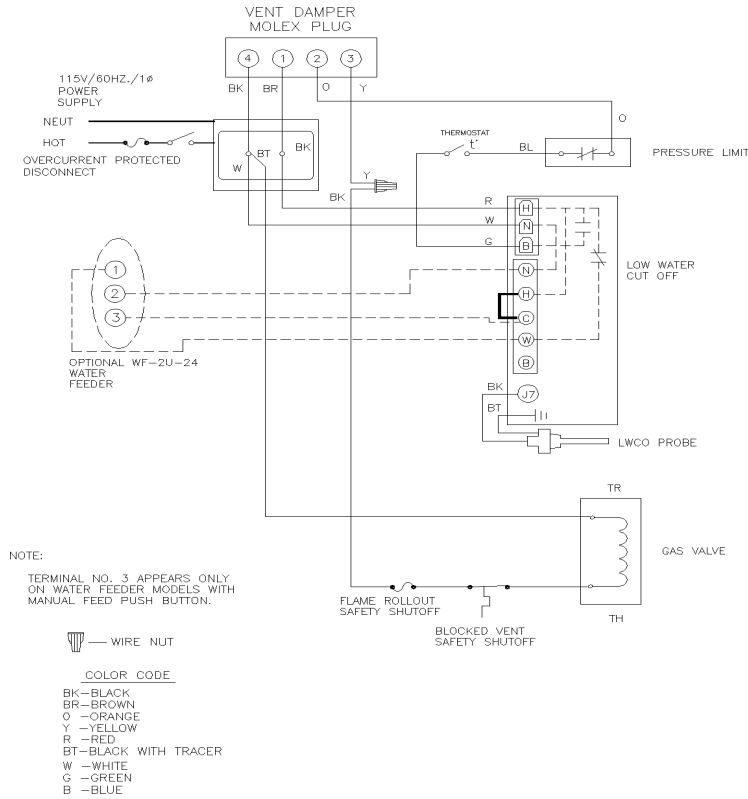 VENT DAMPER
MOLEX PLUG
4 1 2 3
BK BR O Y
115V/60HZ./1ø
POWER
SUPPLY
NEUT
HOT
OVERCURRENT PROTECTED
DISCONNECT
BT
BK
W
O
THERMOSTAT
t°
BL
PRESSURE LIMIT
Y
BK
R
H
W
N
G
B
LOW WATER
CUT OFF
N
H
C
W
B
1
2
3
OPTIONAL WF-2U-24
WATER
FEEDER
BK
J7
BT
LWCO PROBE
TR
GAS VALVE
TH
FLAME ROLLOUT
SAFETY SHUTOFF
BLOCKED VENT
SAFETY SHUTOFF
NOTE:
TERMINAL NO. 3 APPEARS ONLY
ON WATER FEEDER MODELS WITH
MANUAL FEED PUSH BUTTON.
— WIRE NUT
COLOR CODE
BK-BLACK
BR-BROWN
O -ORANGE
Y -YELLOW
R -RED
BT-BLACK WITH TRACER
W -WHITE
G -GREEN
B -BLUE